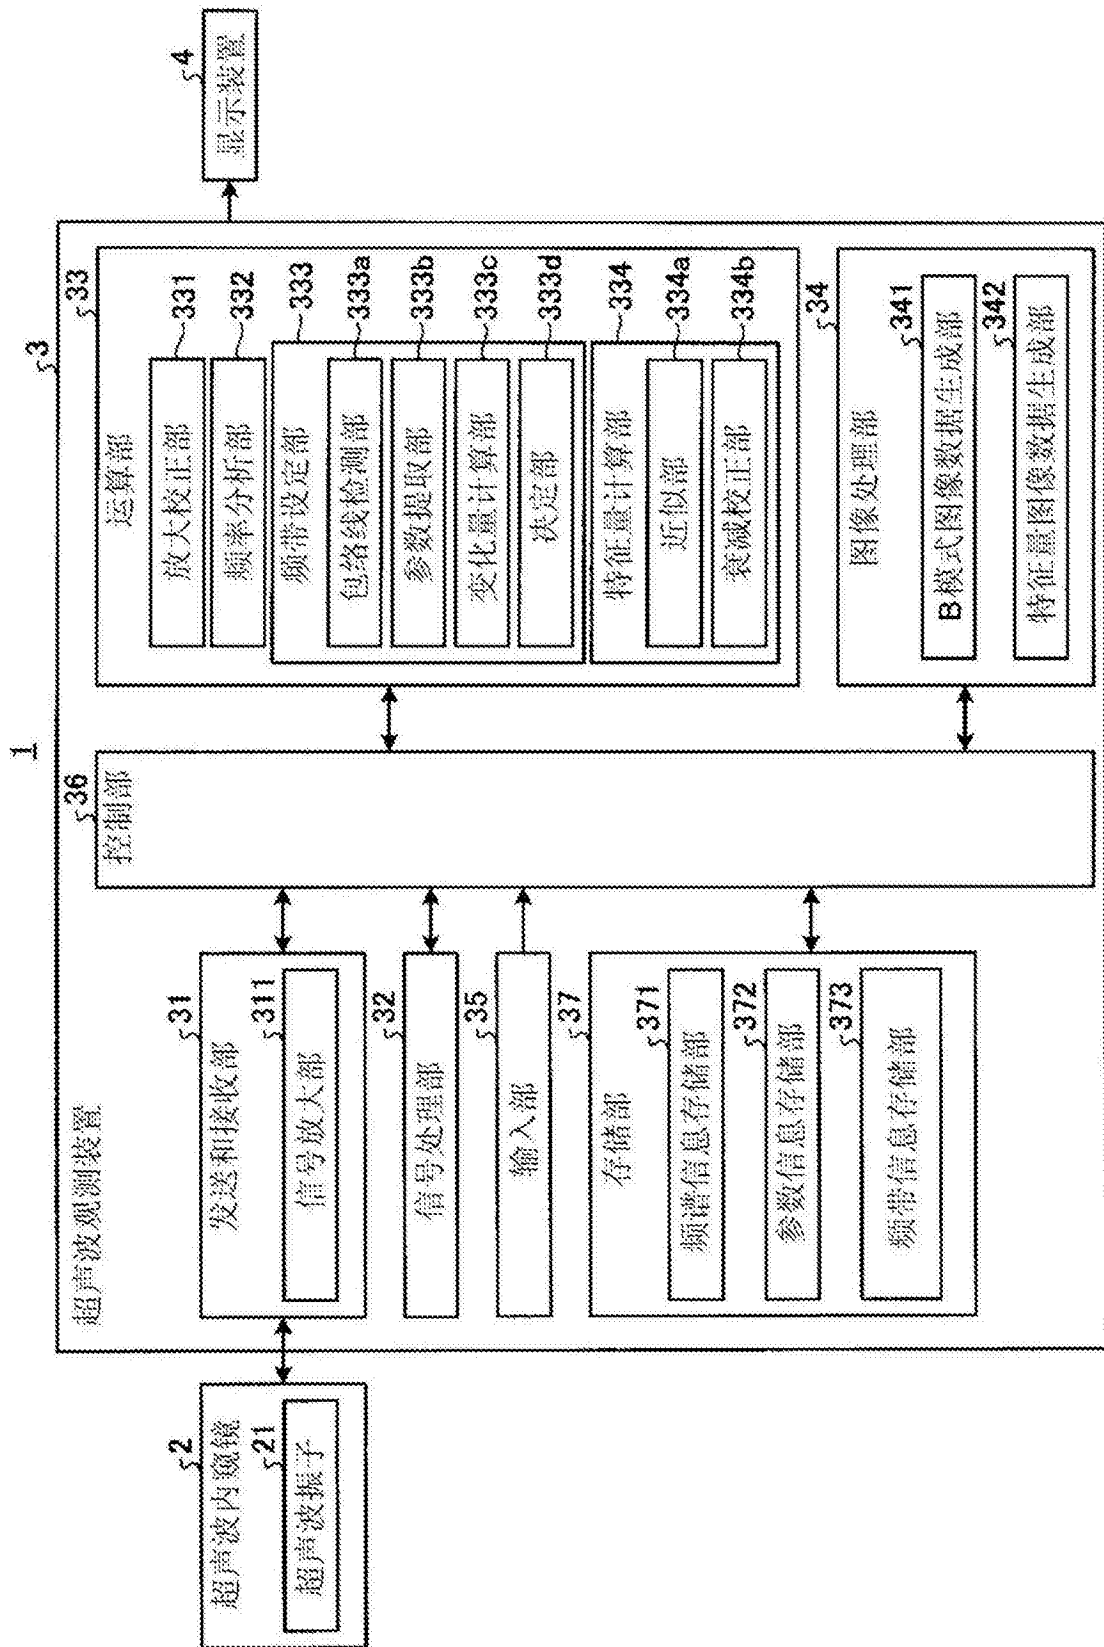 1
超声波内窥镜
2
超声波振子
21
超声波观测装置
3
发送和接收部
31
信号放大部
311
信号处理部
32
输入部
35
存储部
37
频谱信息存储部
371
参数信息存储部
372
频带信息存储部
373
控制部
36
运算部
33
放大校正部
331
频率分析部
332
频带设定部
333
包络线检测部
333a
参数提取部
333b
变化量计算部
333c
决定部
333d
特征量计算部
334
近似部
334a
衰减校正部
334b
图像处理部
34
B模式图像数据生成部
341
特征量图像数据生成部
342
显示装置
4